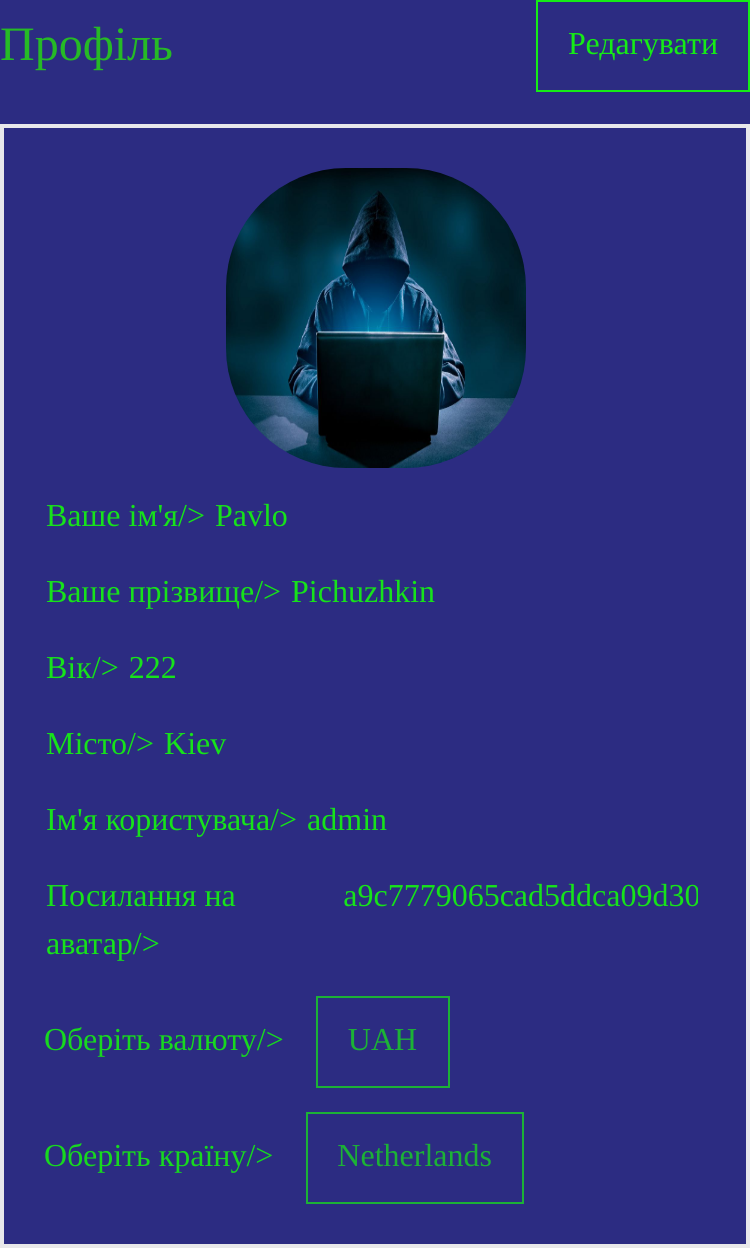 Профіль
Редагувати
Ваше ім'я/> Pavlo
Ваше прізвище/> Pichuzhkin
Вік/> 222
Місто/> Kiev
Ім'я користувача/> admin
Посилання на a9c7779065cad5ddca09d30
аватар/>
Оберіть валюту/> UAH
Оберіть країну/> Netherlands